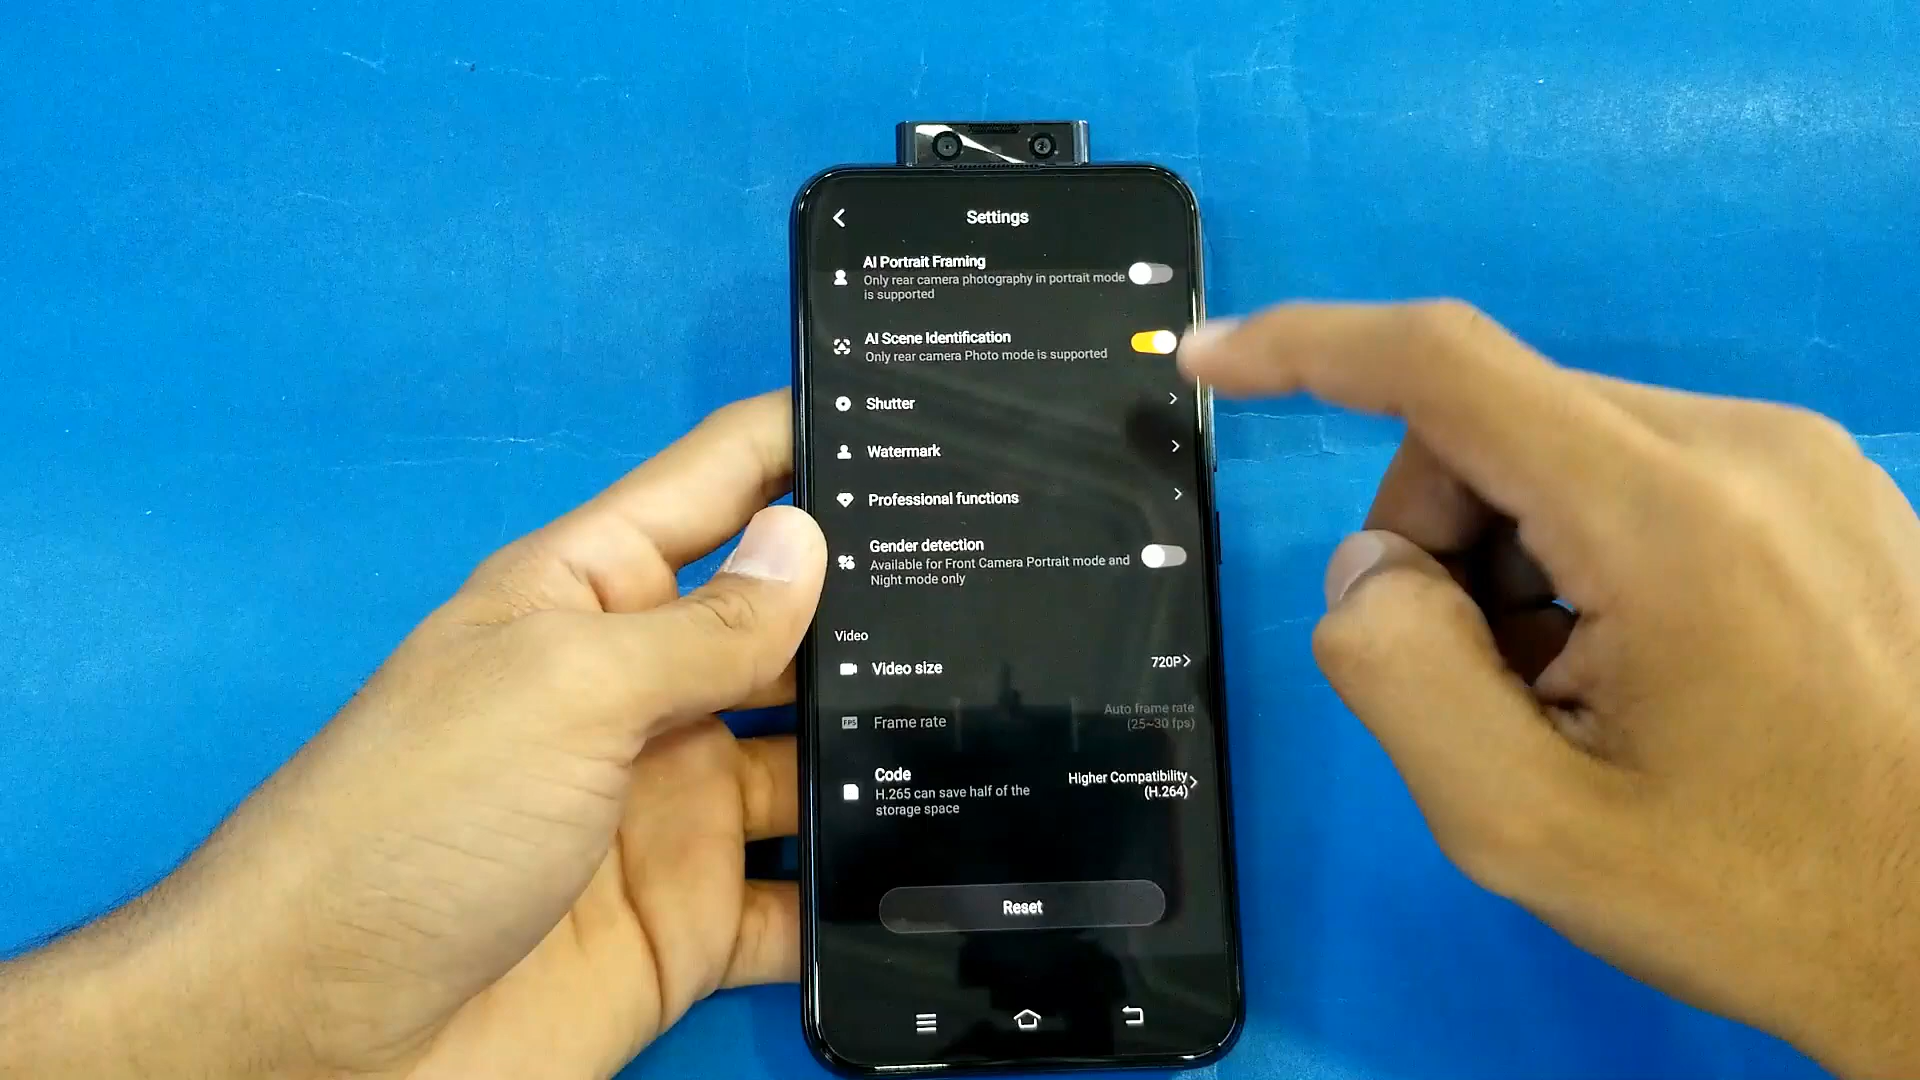 Settings
AI Portrait Framing
Only rear camera photography in portrait mode
is supported
AI Scene Identification
Only rear camera Photo mode is supported
Shutter
Watermark
Professional functions
Gender detection
Available for Front Camera Portrait mode and
Night mode only
Video
Video size
720P
FPS
Frame rate
Auto frame rate
(25~30 fps)
Code
H.265 can save half of the
storage space
Higher Compatibility
(H.264)
Reset